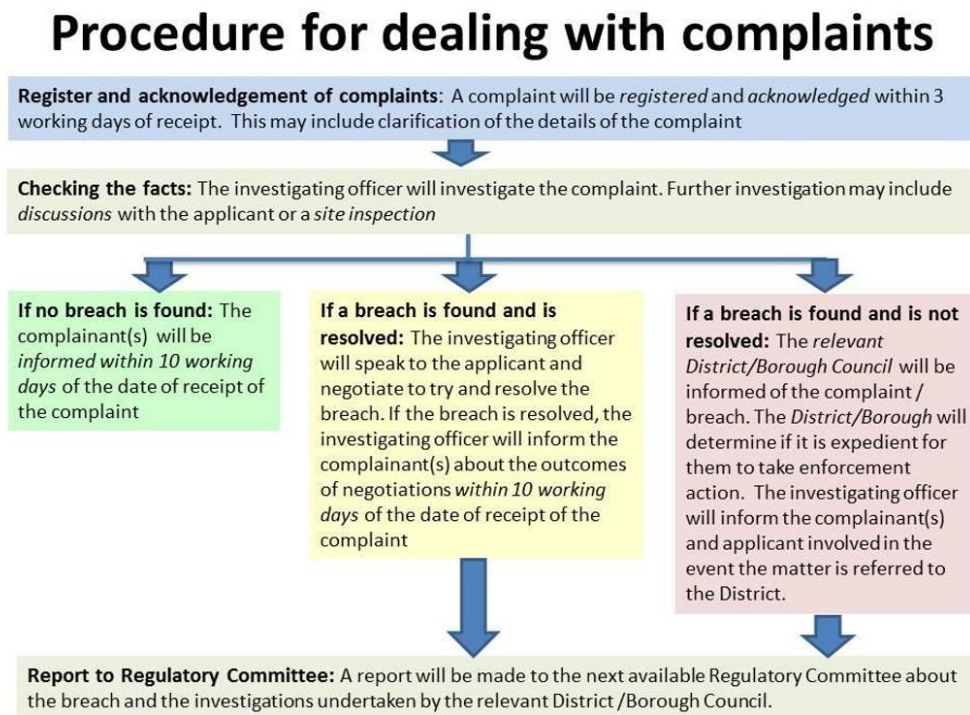 Procedure for dealing with complaints
Register and acknowledgement of complaints: A complaint will be registered and acknowledged within 3
working days of receipt. This may include clarification of the details of the complaint
Checking the facts: The investigating officer will investigate the complaint. Further investigation may include
discussions with the applicant or a site inspection
If no breach is found: The
complainant(s) will be
informed within 10 working
days of the date of receipt of
the complaint
If a breach is found and is
resolved: The investigating officer
will speak to the applicant and
negotiate to try and resolve the
breach. If the breach is resolved, the
investigating officer will inform the
complainant(s) about the outcomes
of negotiations within 10 working
days of the date of receipt of the
complaint
If a breach is found and is not
resolved: The relevant
District/Borough Council will be
informed of the complaint /
breach. The District/Borough will
determine if it is expedient for
them to take enforcement
action. The investigating officer
will inform the complainant(s)
and applicant involved in the
event the matter is referred to
the District.
Report to Regulatory Committee: A report will be made to the next available Regulatory Committee about
the breach and the investigations undertaken by the relevant District /Borough Council.